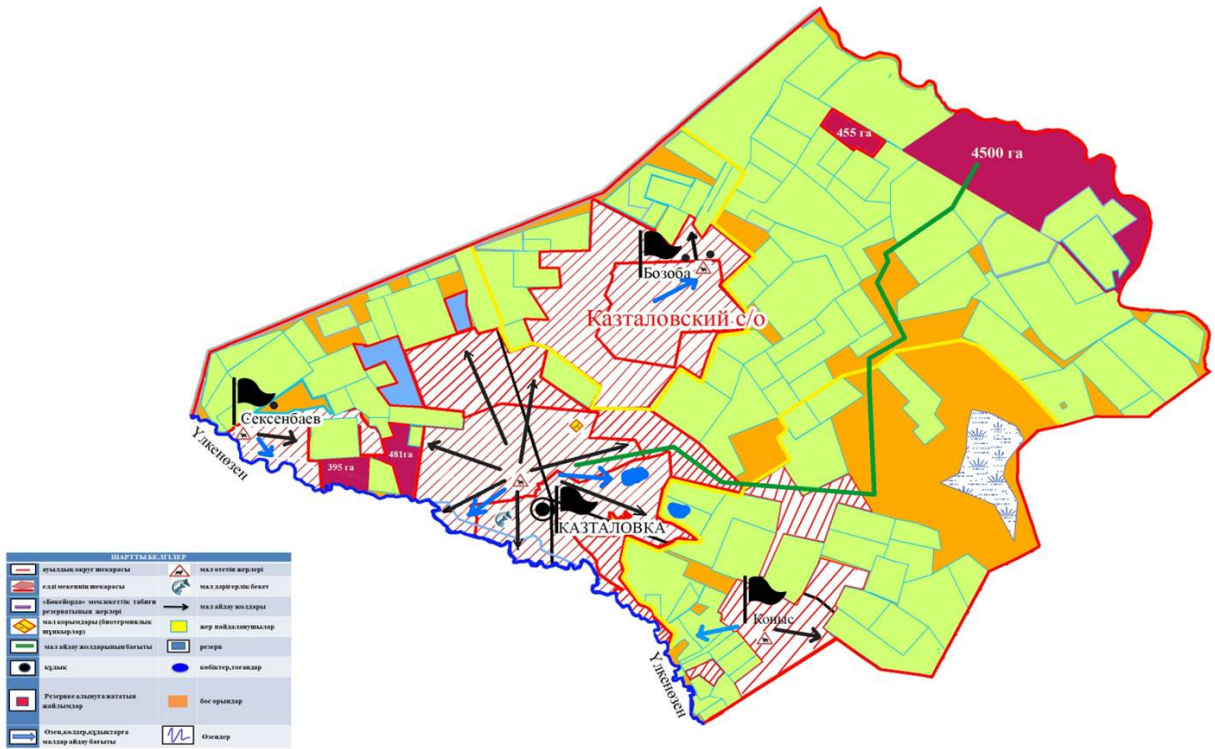 455 га
4500 га
Бозоба
Казталовский с/о
Сексенбаев
Үлкенөзен
395 га
481га
КАЗТАЛОВКА
Коныс
Үлкенөзен
ШАРТТЫ БЕЛГІЛЕР
ауылдық округ шекарасы
мал өтетін жерлері
елді мекеннің шекарасы
мал дәрігерлік бекет
«Бөкейорда» мемлекеттік табиғи
резерватының жерлері
мал айдау жолдары
мал қорымдары (биотермиялық
шұңқырлар)
жер пайдаланушылар
мал айдау жолдарының бағыты
резерв
құдық
көбіктер,тоғандар
Резервке алынуға жататын
жайылымдар
бос орындар
Өзен,көлдер,құдықтарға
малдар айдау бағыты
Өзендер